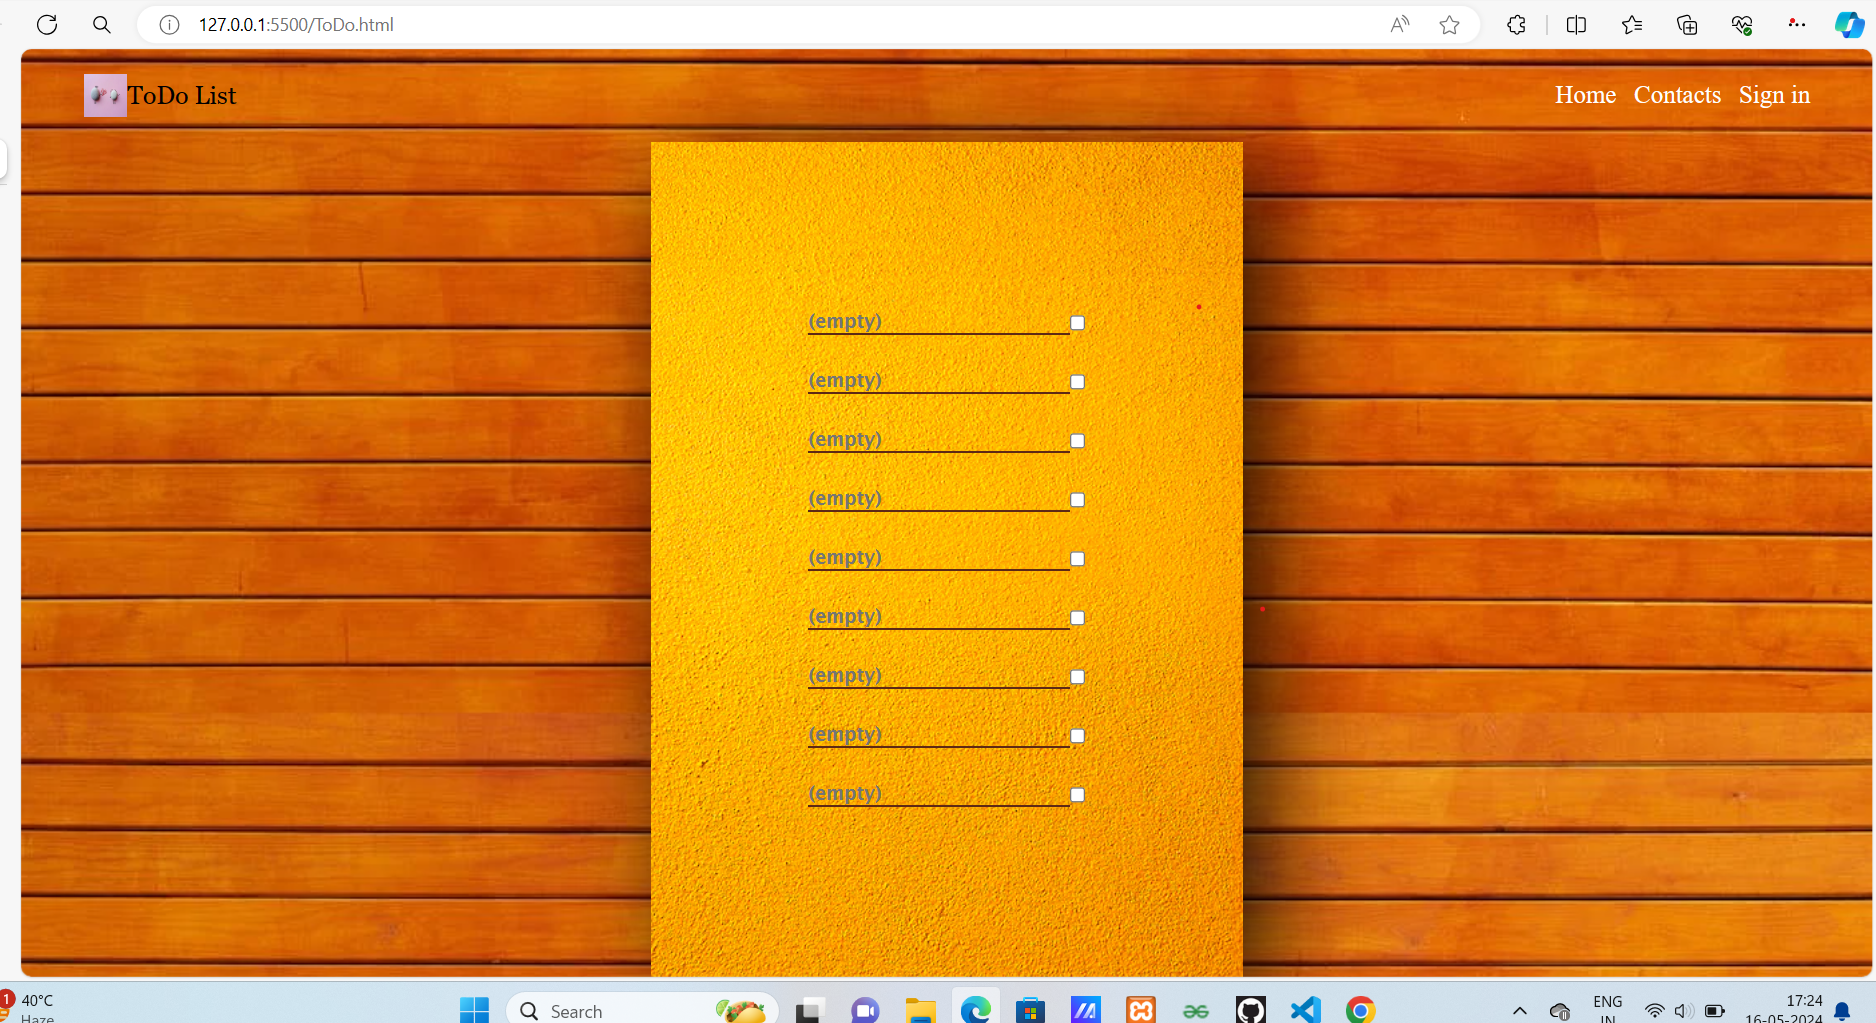 127.0.0.1:5500/ToDo.html
ToDo List
Home Contacts Sign in
(empty)
(empty)
(empty)
(empty)
(empty)
(empty)
(empty)
(empty)
(empty)
1
40°C
Haze
Search
ENG
IN
17:24
16-05-2024